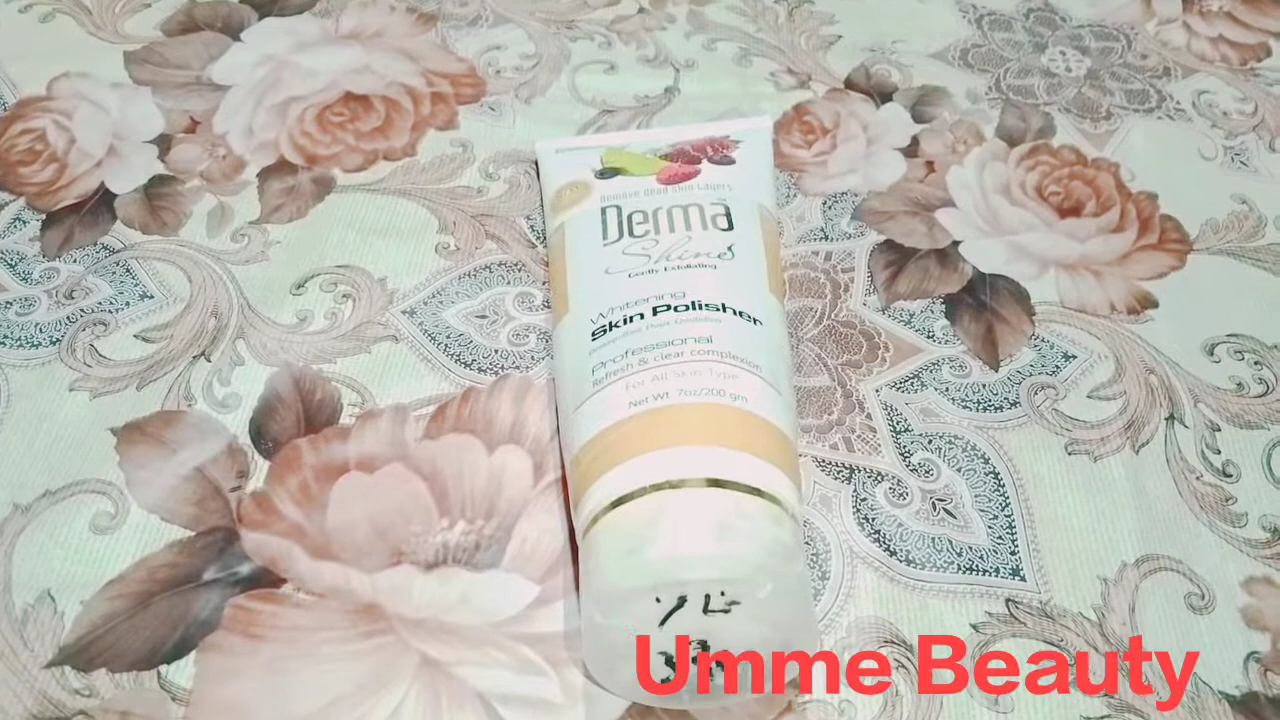 Remove dead skin Layers
Derma
Shine
Gently Exfoliating
Whitening
Skin Polisher
Professional
Refresh & clear complexion
For All Skin Type
Net Wt. 7oz/200 gm
Umme Beauty